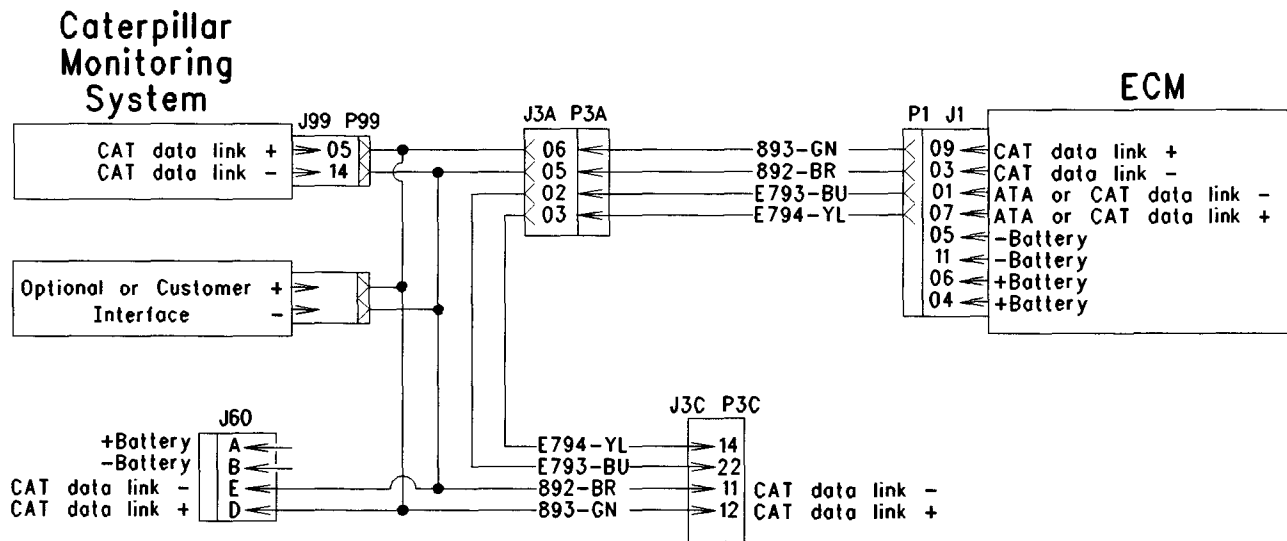 Caterpillar
Monitoring
System
ECM
J99 P99
J3A P3A
P1 J1
CAT data link + 05
CAT data link - 14
06 893-GN 09 CAT data link +
05 892-BR 03 CAT data link -
02 E793-BU 01 ATA or CAT data link -
03 E794-YL 07 ATA or CAT data link +
05 -Battery
11 -Battery
06 +Battery
04 +Battery
Optional or Customer +
Interface -
J60
J3C P3C
+Battery A
-Battery B
CAT data link - E
CAT data link + D
E794-YL 14
E793-BU 22
892-BR 11 CAT data link -
893-GN 12 CAT data link +